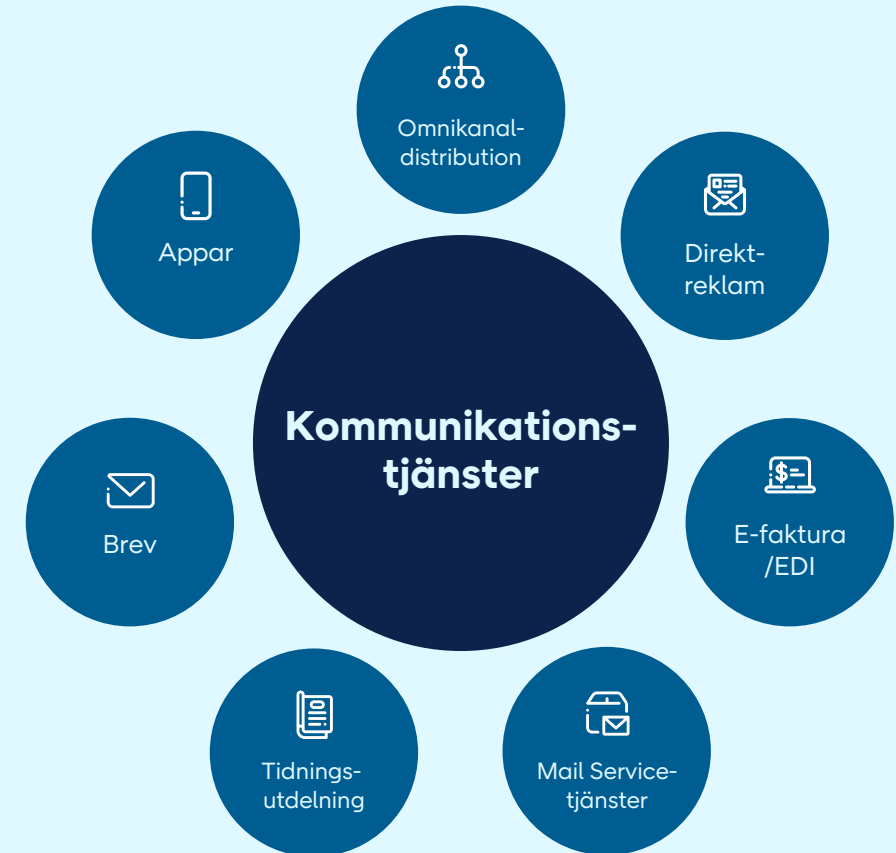 Omnikanal-
distribution
Direkt-
reklam
Appar
Kommunikations-
tjänster
E-faktura
/EDI
Brev
Mail Service-
tjänster
Tidnings-
utdelning